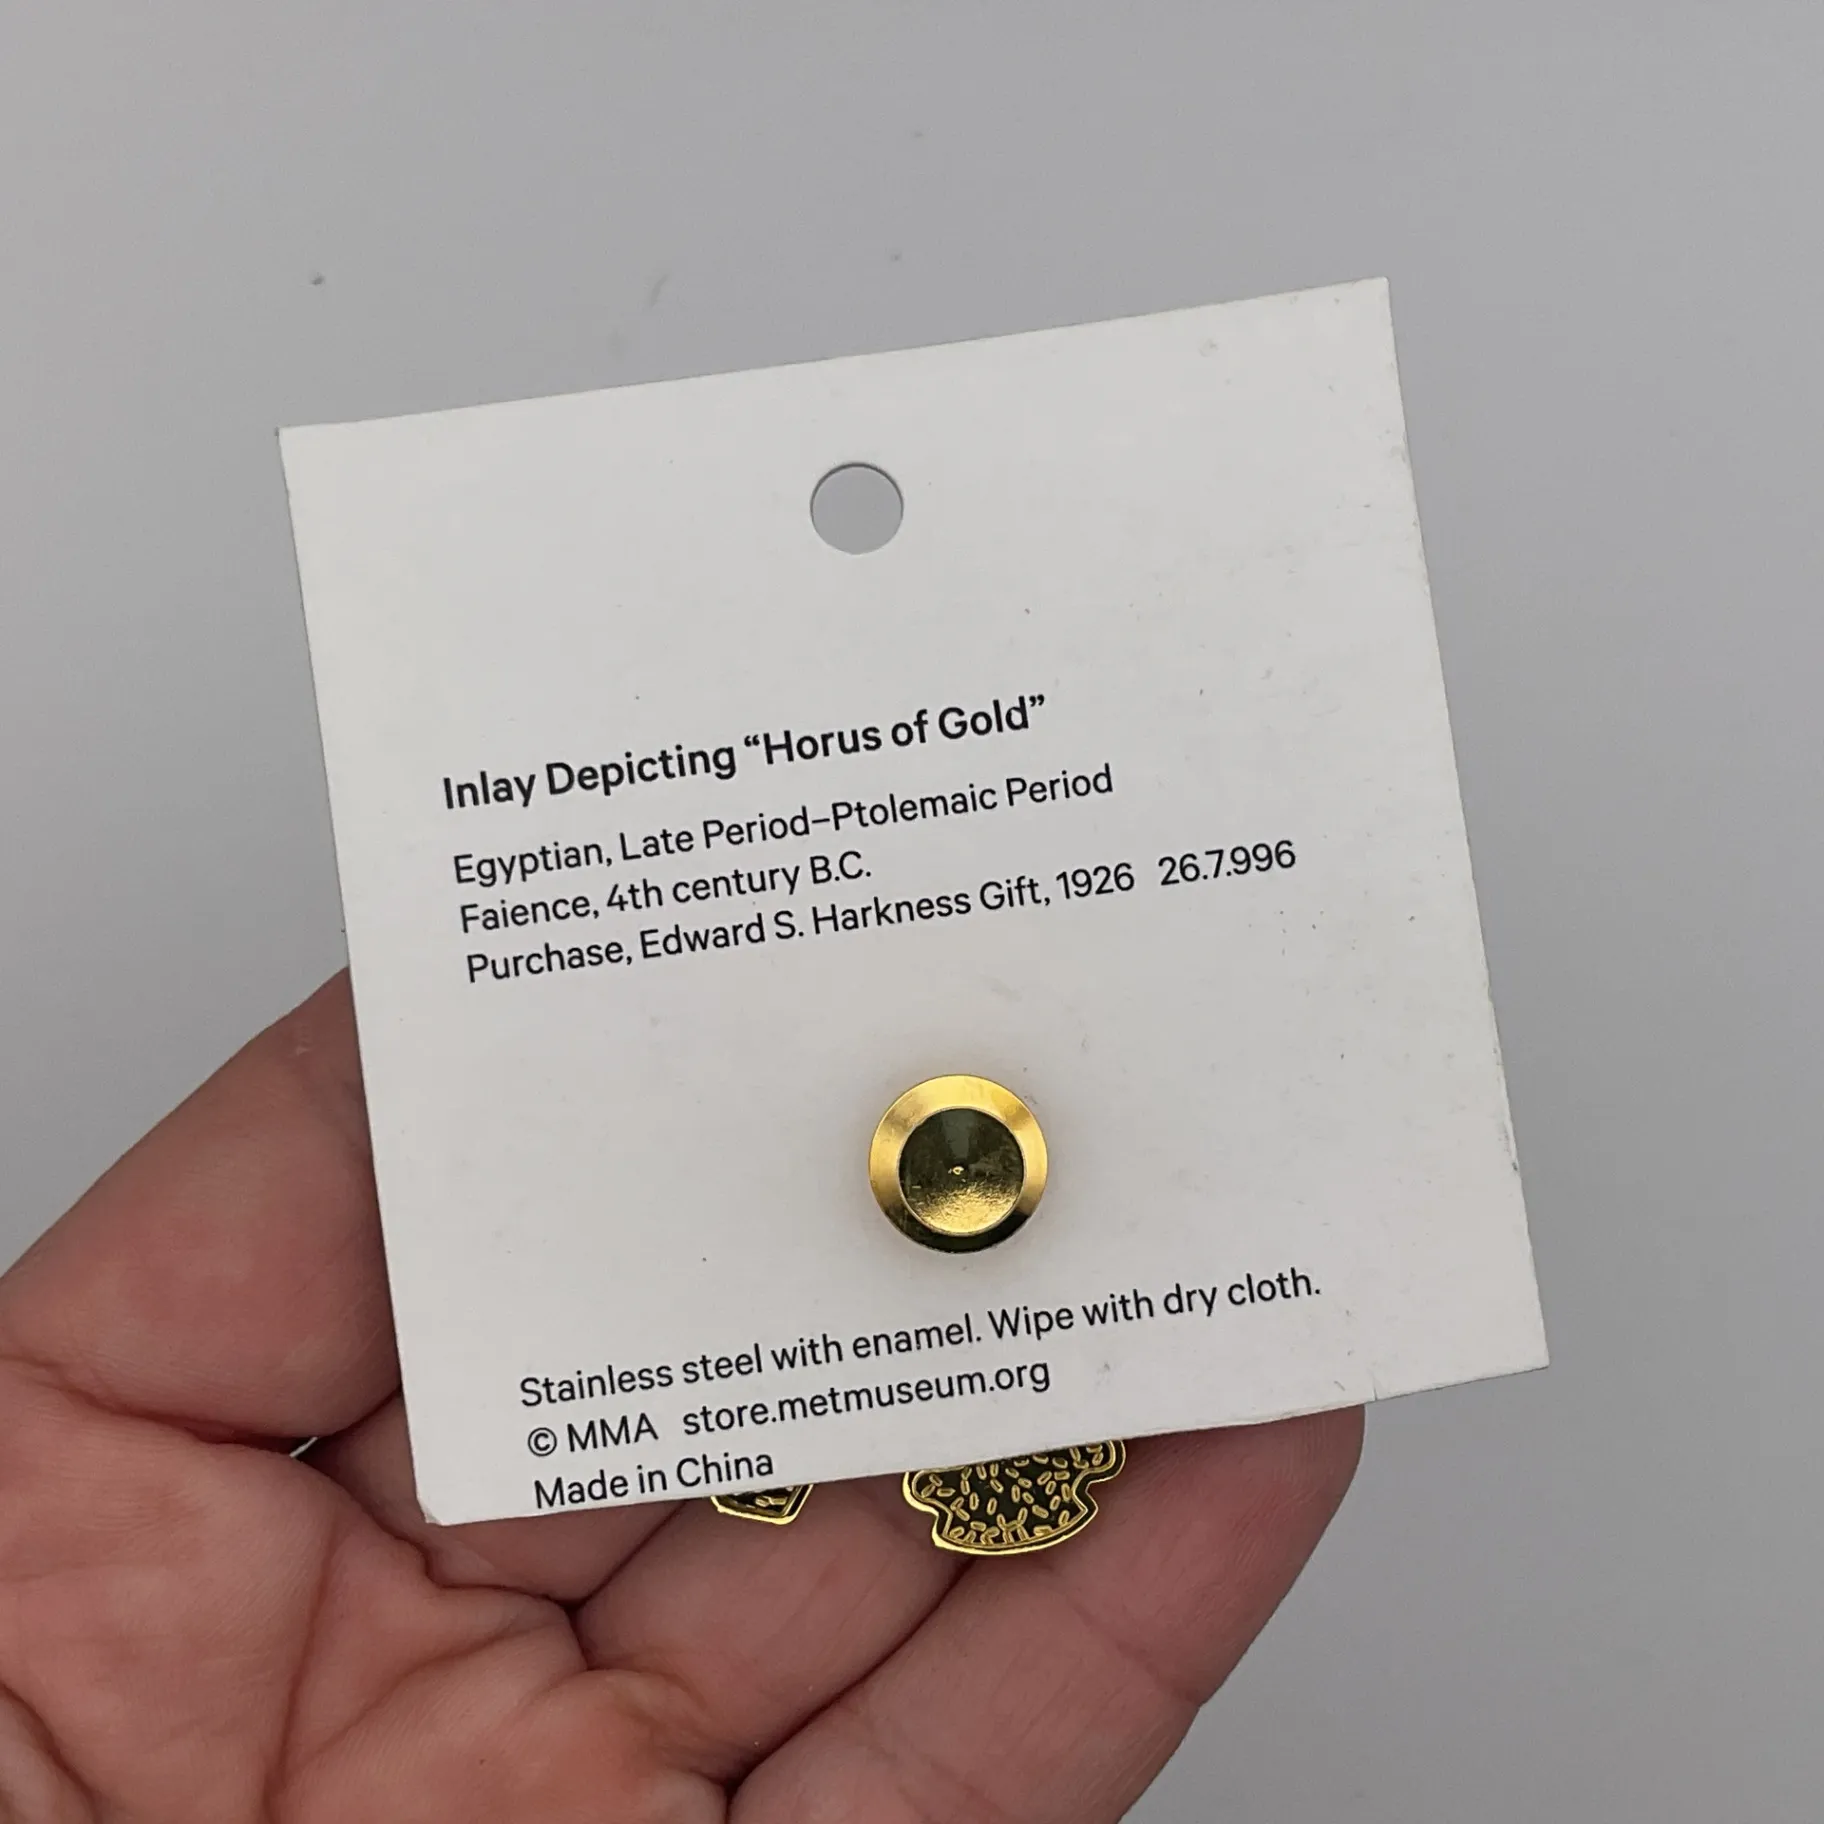 Inlay Depicting “Horus of Gold”
Egyptian, Late Period–Ptolemaic Period
Faience, 4th century B.C.
Purchase, Edward S. Harkness Gift, 1926 26.7.996
Stainless steel with enamel. Wipe with dry cloth.
© MMA store.metmuseum.org
Made in China